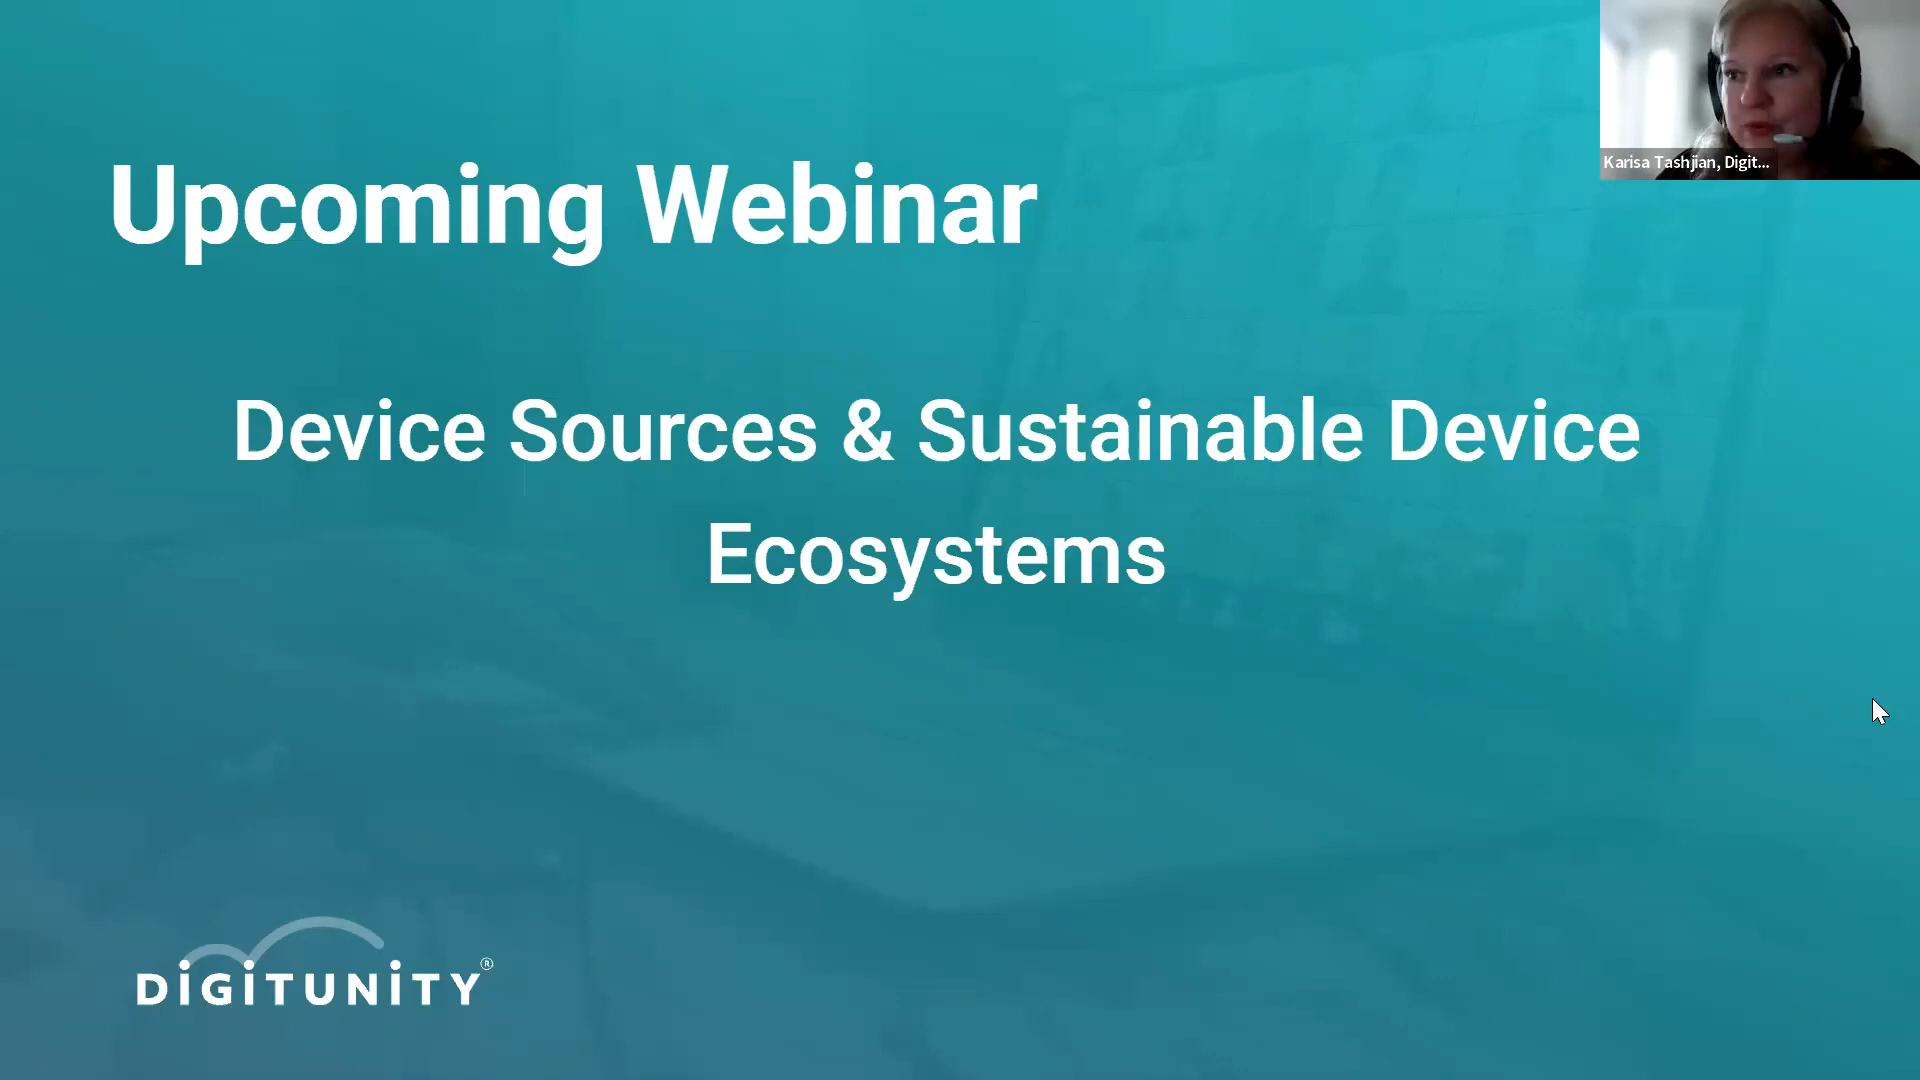 Upcoming Webinar
Karisa Tashjian, Digit...
Device Sources & Sustainable Device
Ecosystems
DIGITUNITY®